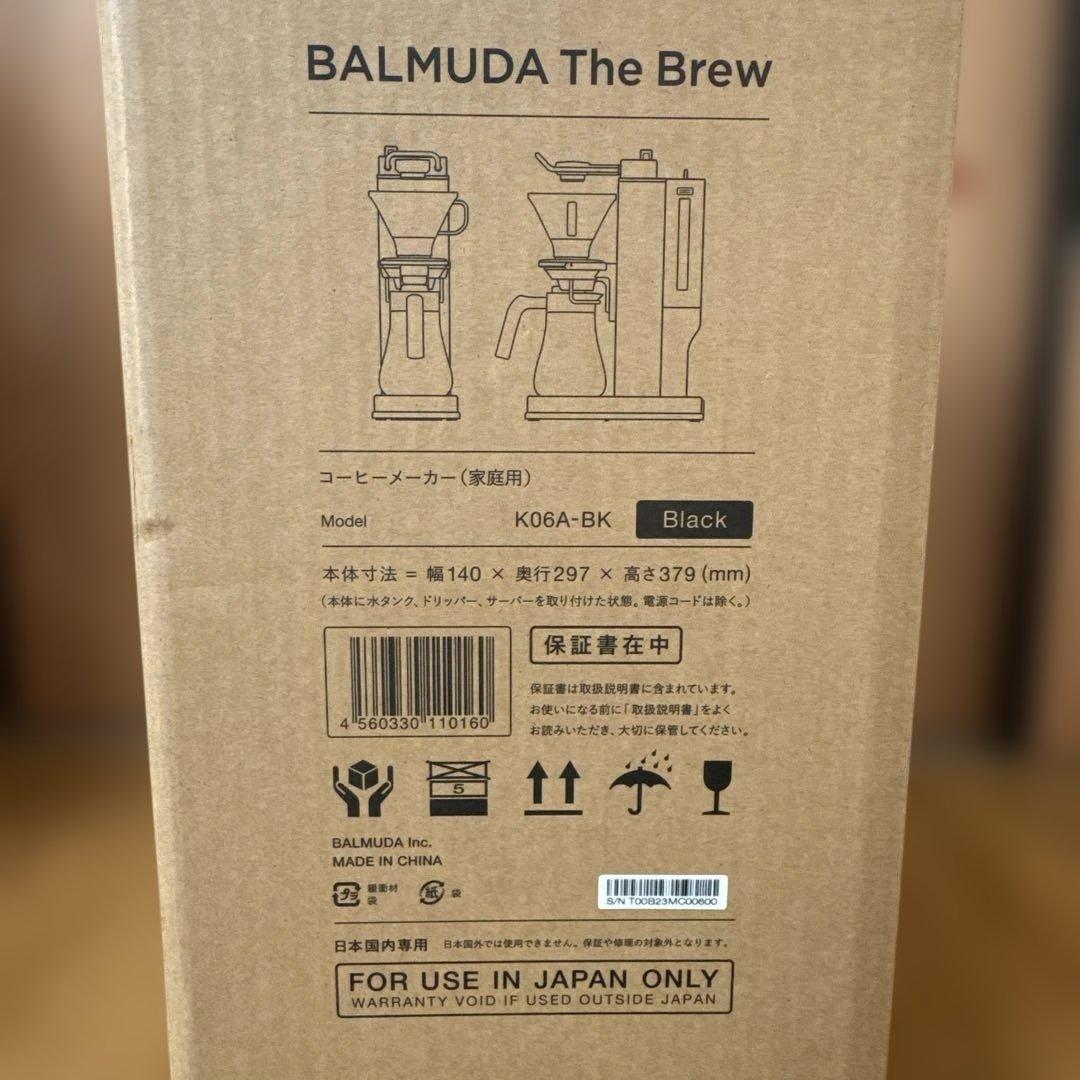 BALMUDA The Brew
コーヒーメーカー（家庭用）
Model K06A-BK Black
本体寸法 = 幅140 × 奥行297 × 高さ379 (mm)
（本体に水タンク、ドリッパー、サーバーを取り付けた状態。電源コードは除く。）
4 560330 110160
保証書在中
保証書は取扱説明書に含まれています。
お使いになる前に「取扱説明書」をよく
お読みいただき、大切に保管してください。
5
BALMUDA Inc.
MADE IN CHINA
プラ 緩衝材 袋
紙 袋
S/N T00B23MC00600
日本国内専用 日本国外では使用できません。保証や修理の対象外となります。
FOR USE IN JAPAN ONLY
WARRANTY VOID IF USED OUTSIDE JAPAN